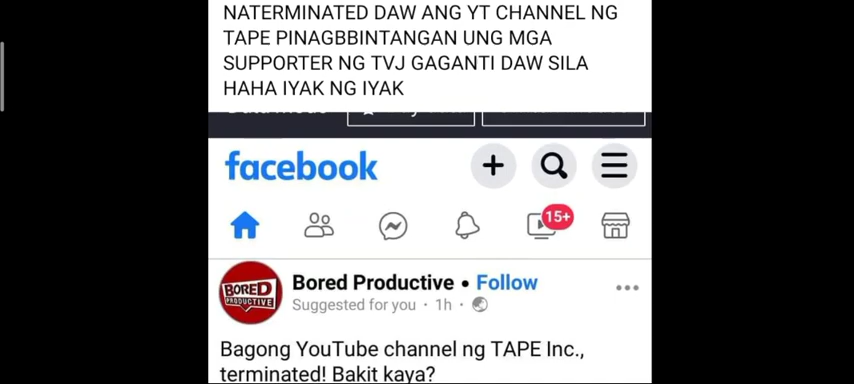 NATERMINATED DAW ANG YT CHANNEL NG
TAPE PINAGBBINTANGAN UNG MGA
SUPPORTER NG TVJ GAGANTI DAW SILA
HAHA IYAK NG IYAK
facebook
15+
BORED
PRODUCTIVE
Bored Productive • Follow
Suggested for you · 1h ·
Bagong YouTube channel ng TAPE Inc.,
terminated! Bakit kaya?